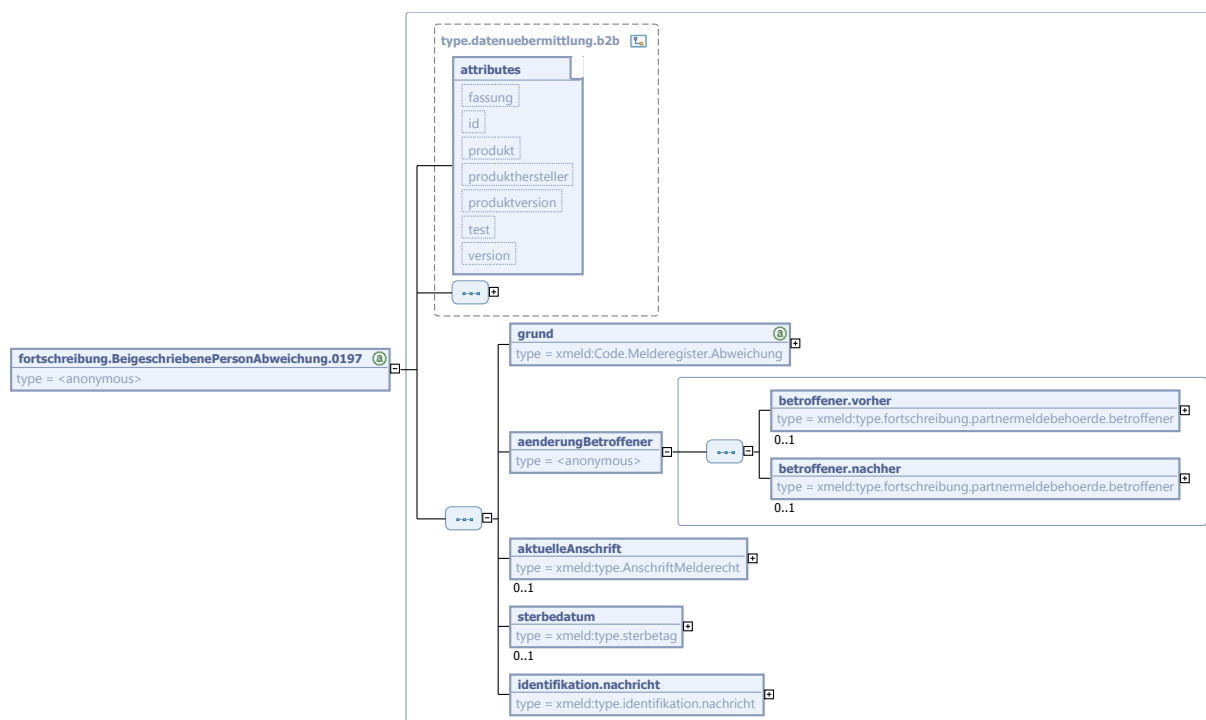 type.datenuebermittlung.b2b
attributes
fassung
id
produkt
produkthersteller
produktversion
test
version
fortschreibung.BeigeschriebenePersonAbweichung.0197
type = <anonymous>
grund
type = xmeld:Code.Melderegister.Abweichung
aenderungBetroffener
type = <anonymous>
betroffener.vorher
type = xmeld:type.fortschreibung.partnermeldebehoerde.betroffener
0..1
betroffener.nachher
type = xmeld:type.fortschreibung.partnermeldebehoerde.betroffener
0..1
aktuelleAnschrift
type = xmeld:type.AnschriftMelderecht
0..1
sterbedatum
type = xmeld:type.sterbetag
0..1
identifikation.nachricht
type = xmeld:type.identifikation.nachricht